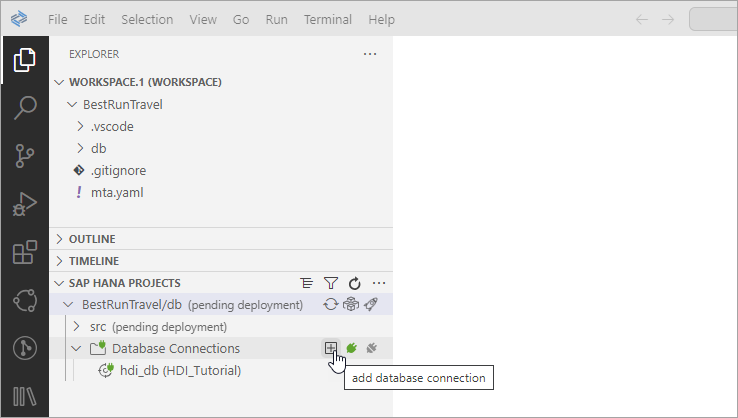 File Edit Selection View Go Run Terminal Help
EXPLORER
WORKSPACE.1 (WORKSPACE)
BestRunTravel
.vscode
db
.gitignore
! mta.yaml
OUTLINE
TIMELINE
SAP HANA PROJECTS
BestRunTravel/db (pending deployment)
src (pending deployment)
Database Connections
hdi_db (HDI_Tutorial)
add database connection